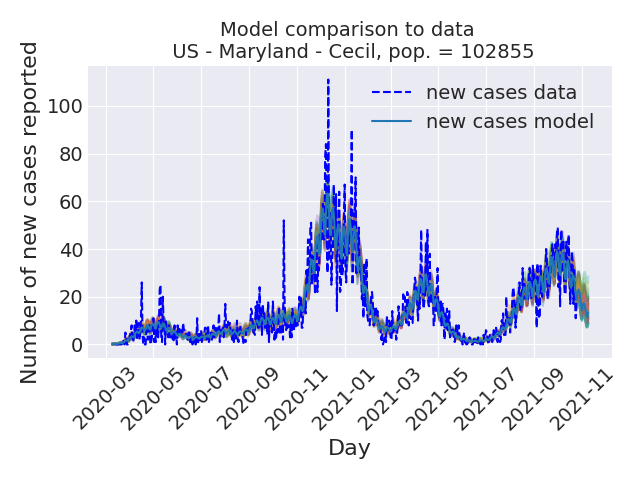 Model comparison to data
US - Maryland - Cecil, pop. = 102855
new cases data
new cases model
Number of new cases reported
100
80
60
40
20
0
2020-03
2020-05
2020-07
2020-09
2020-11
2021-01
2021-03
2021-05
2021-07
2021-09
2021-11
Day